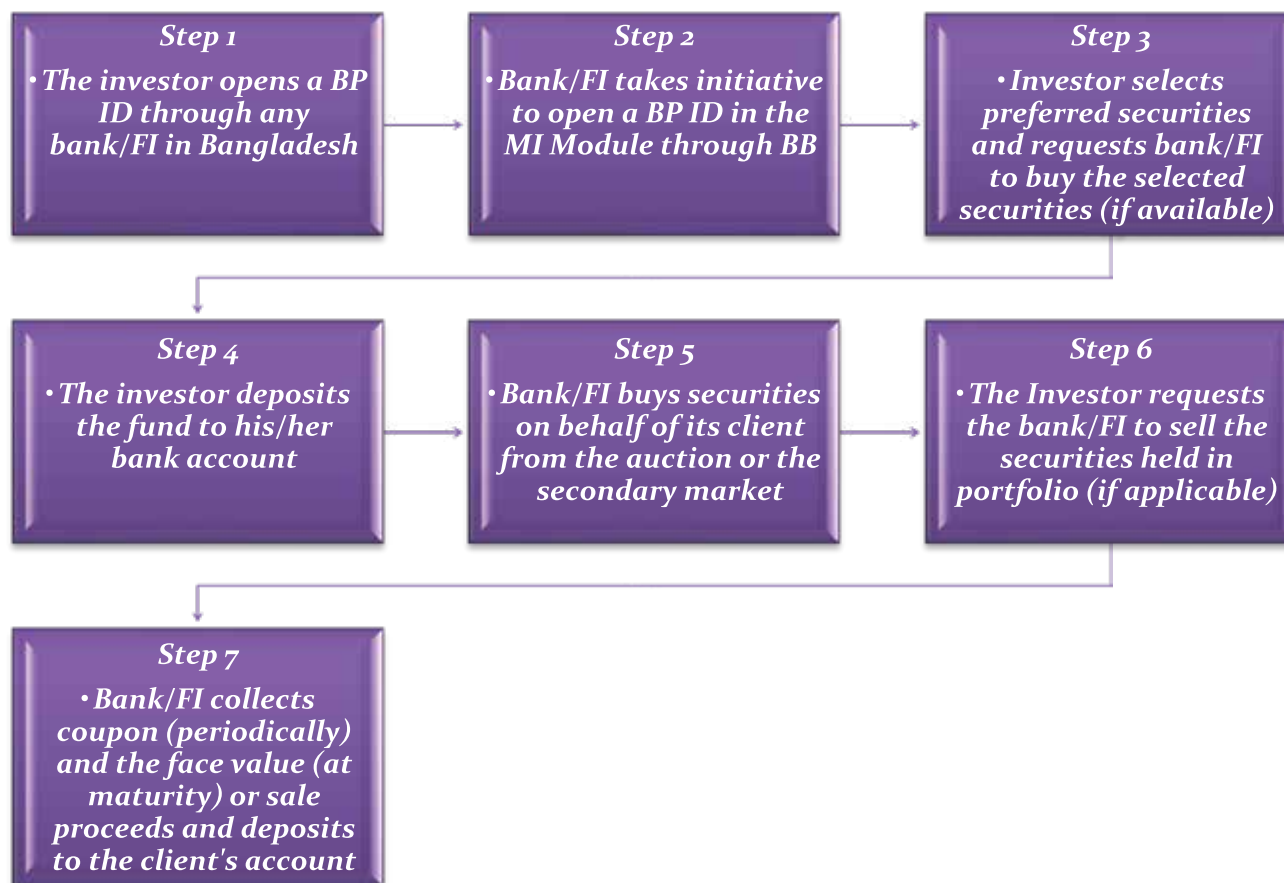 Step 1
• The investor opens a BP
ID through any
bank/FI in Bangladesh
Step 2
• Bank/FI takes initiative
to open a BP ID in the
MI Module through BB
Step 3
• Investor selects
preferred securities
and requests bank/FI
to buy the selected
securities (if available)
Step 4
• The investor deposits
the fund to his/her
bank account
Step 5
• Bank/FI buys securities
on behalf of its client
from the auction or the
secondary market
Step 6
• The Investor requests
the bank/FI to sell the
securities held in
portfolio (if applicable)
Step 7
• Bank/FI collects
coupon (periodically)
and the face value (at
maturity) or sale
proceeds and deposits
to the client's account